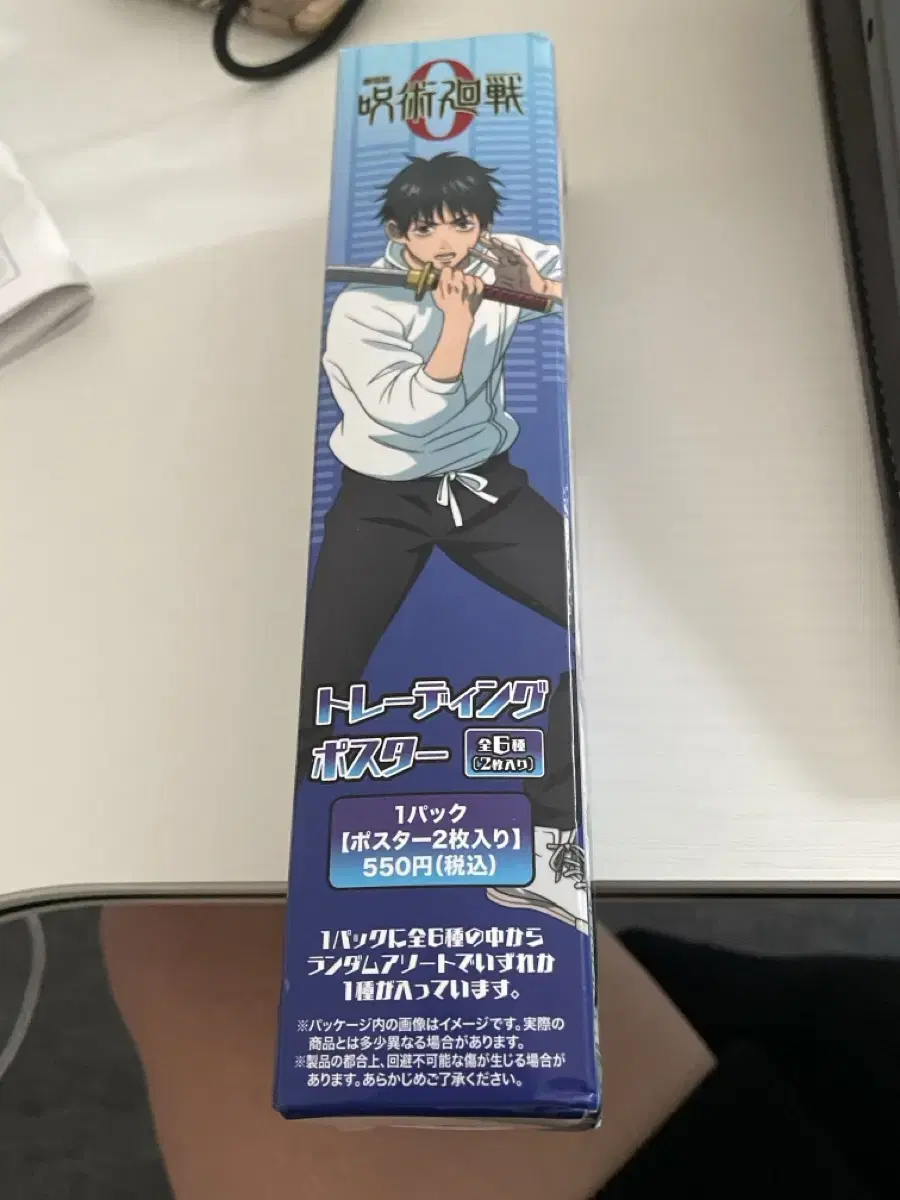 劇場版
呪術廻戦
0
トレーディング
ポスター
全6種
(2枚入り)
1パック
【ポスター2枚入り】
550円(税込)
1パックに全6種の中から
ランダムアソートでいずれか
1種が入っています。
※パッケージ内の画像はイメージです。実際の
商品とは多少異なる場合があります。
※製品の都合上、回避不可能な傷が生じる場合が
あります。あらかじめご了承ください。